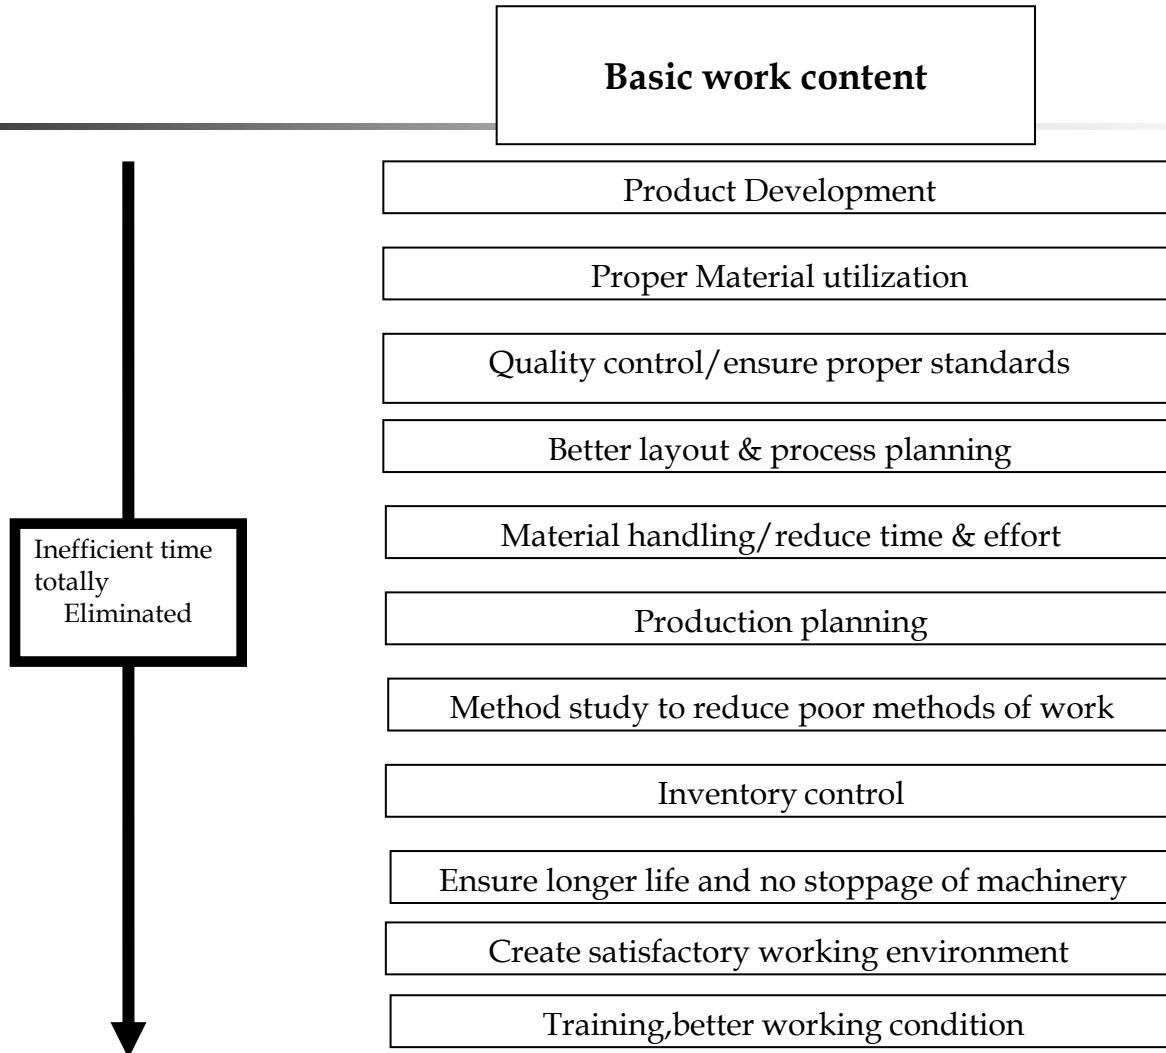 Basic work content
Product Development
Proper Material utilization
Quality control/ensure proper standards
Better layout & process planning
Material handling/reduce time & effort
Inefficient time
totally
Eliminated
Production planning
Method study to reduce poor methods of work
Inventory control
Ensure longer life and no stoppage of machinery
Create satisfactory working environment
Training,better working condition